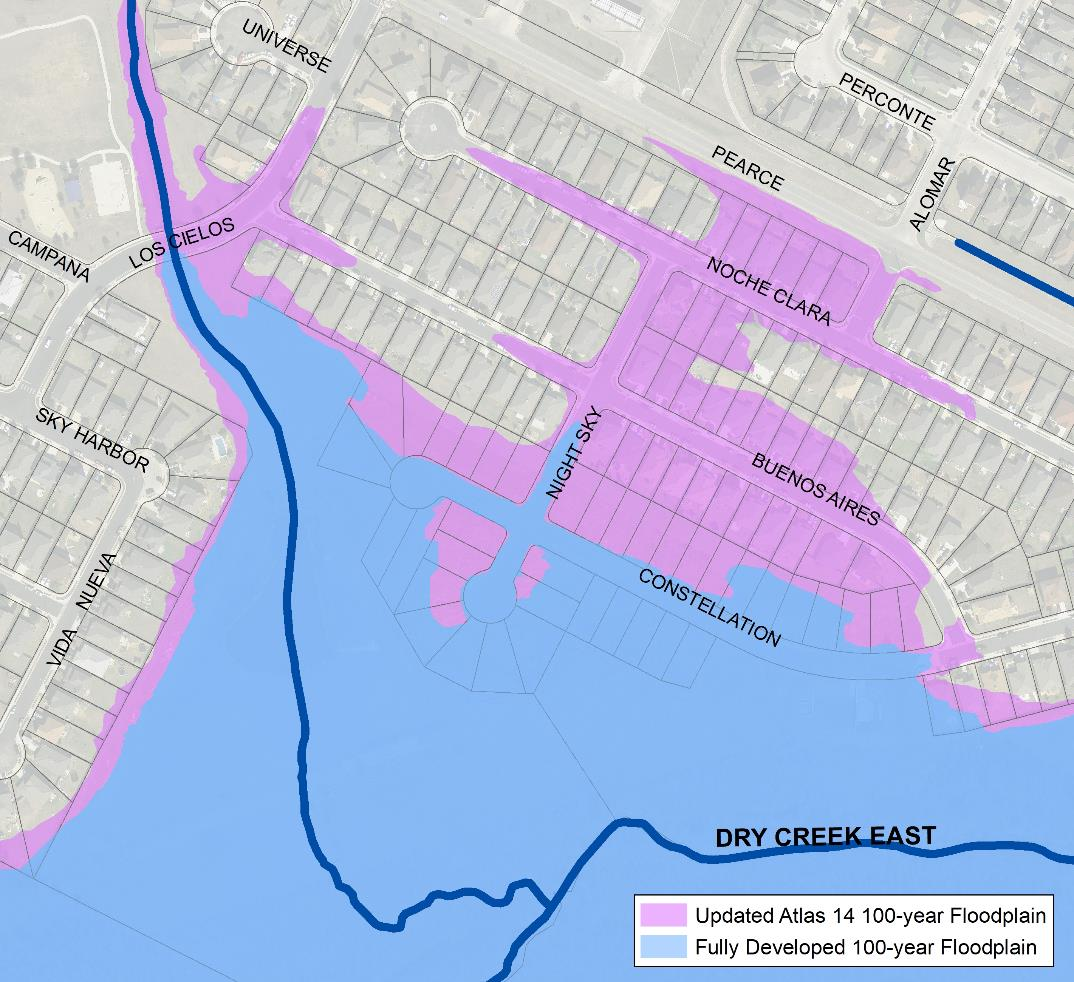 UNIVERSE
PERCONTE
PEARCE
ALOMAR
LOS CIELOS
CAMPANA
NOCHE CLARA
SKY HARBOR
NIGHT SKY
BUENOS AIRES
VIDA NUEVA
CONSTELLATION
DRY CREEK EAST
Updated Atlas 14 100-year Floodplain
Fully Developed 100-year Floodplain